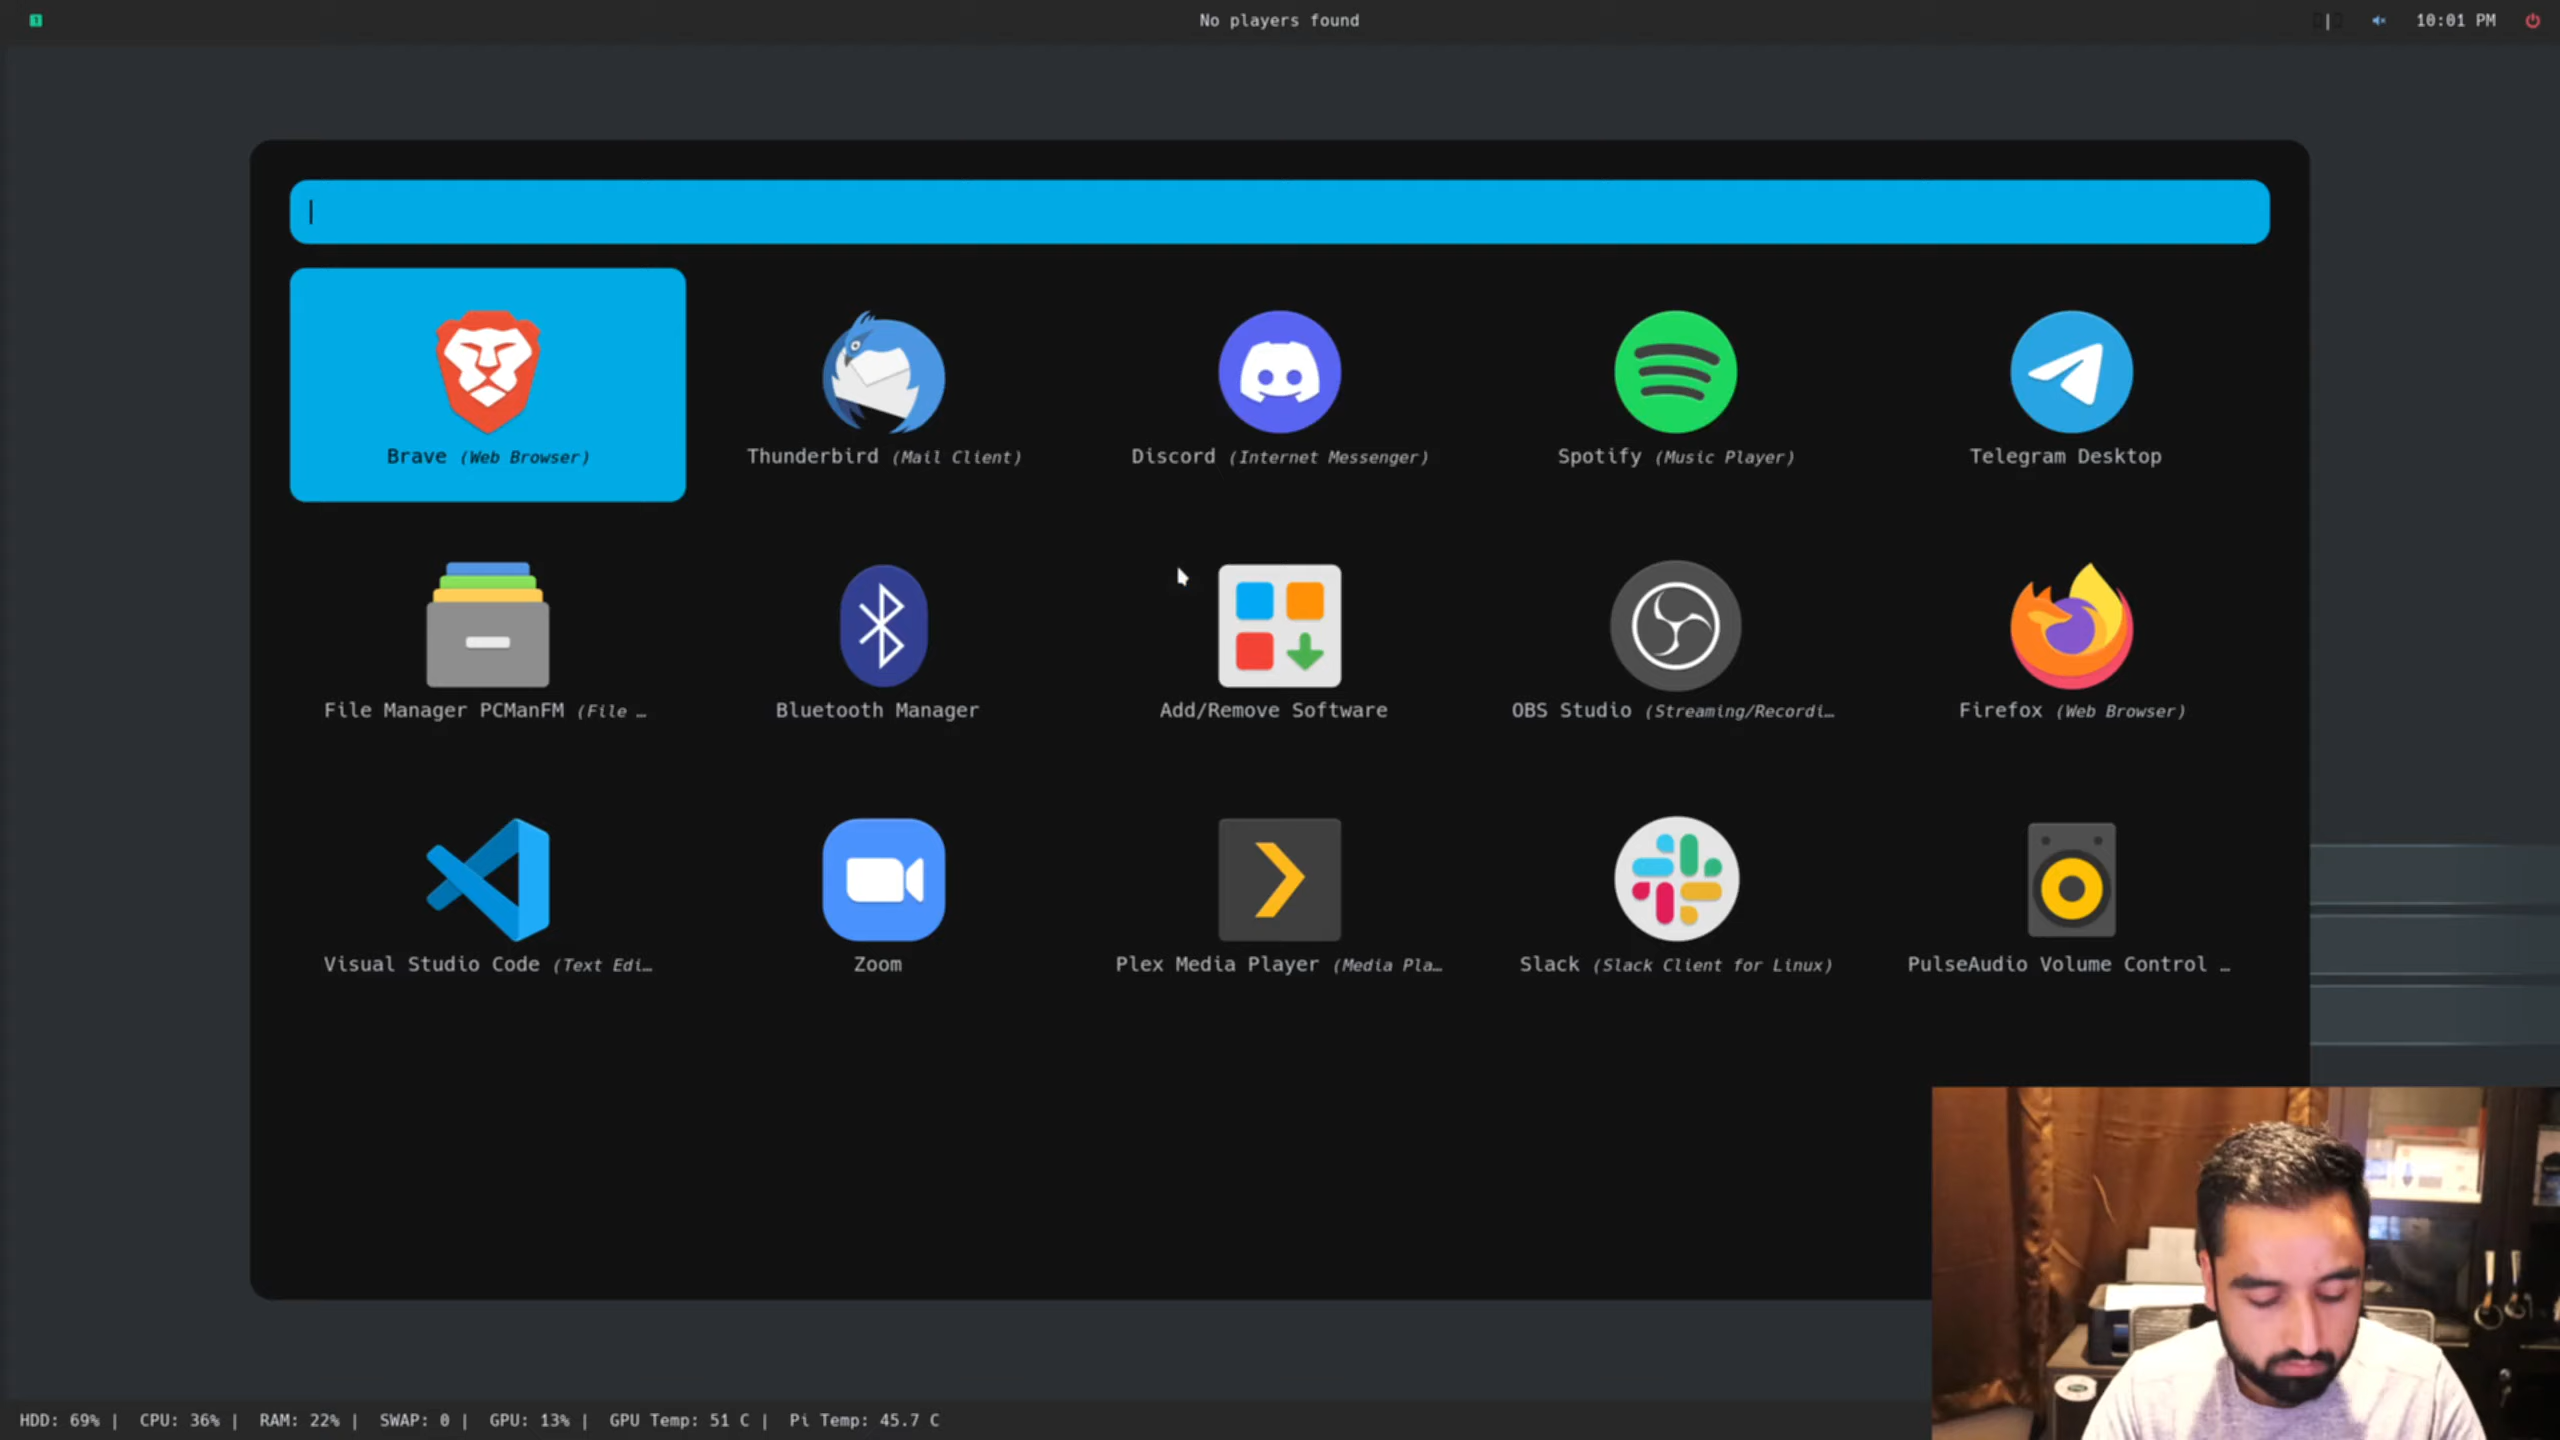 1
No players found
10:01 PM
Brave (Web Browser)
Thunderbird (Mail Client)
Discord (Internet Messenger)
Spotify (Music Player)
Telegram Desktop
File Manager PCManFM (File …
Bluetooth Manager
Add/Remove Software
OBS Studio (Streaming/Recordi…
Firefox (Web Browser)
Visual Studio Code (Text Edi…
Zoom
Plex Media Player (Media Pla…
Slack (Slack Client for Linux)
PulseAudio Volume Control …
HDD: 69% | CPU: 36% | RAM: 22% | SWAP: 0 | GPU: 13% | GPU Temp: 51 C | Pi Temp: 45.7 C